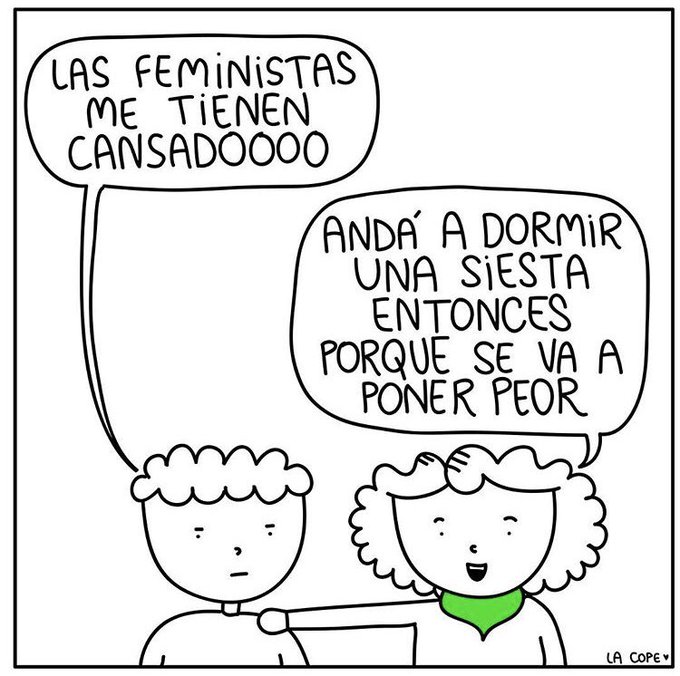 LAS FEMINISTAS
ME TIENEN
CANSADOOOO
ANDÁ A DORMIR
UNA SIESTA
ENTONCES
PORQUE SE VA A
PONER PEOR
LA COPE ♥